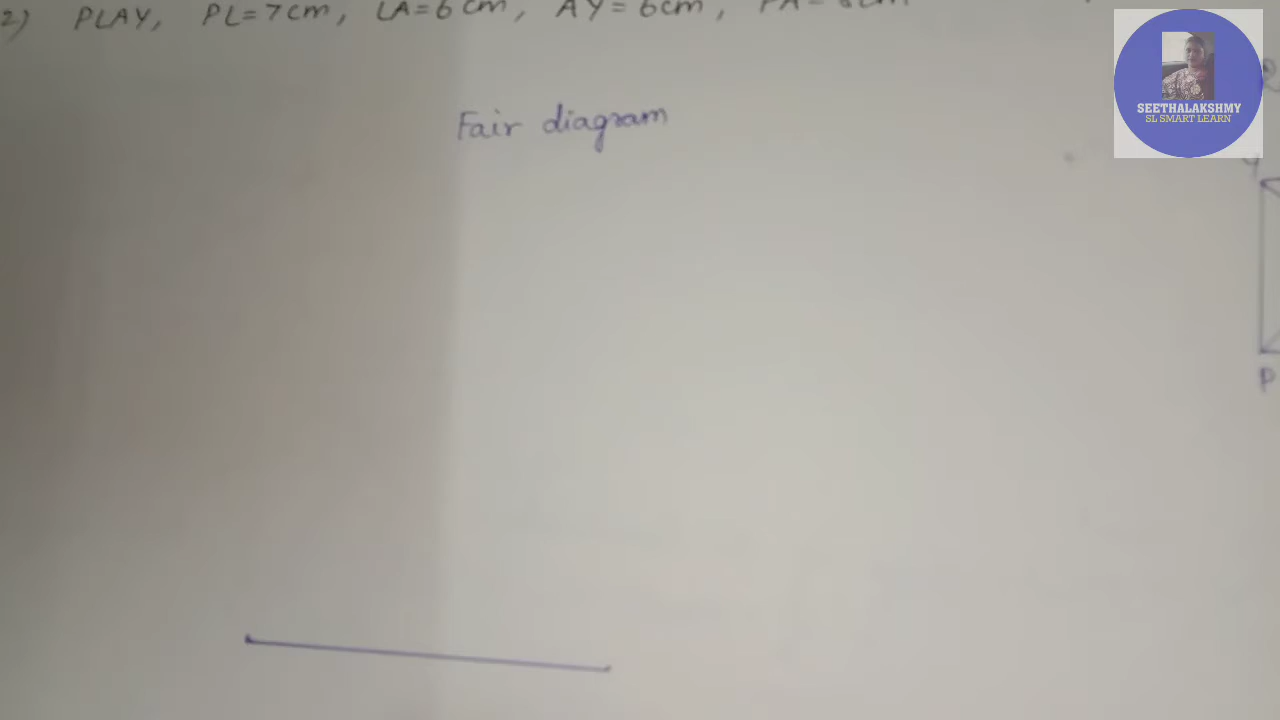 2) PLAY, PL=7cm, LA=6cm, AY=6cm,
Fair diagram
SEETHALAKSHMY
SL SMART LEARN
Y
P